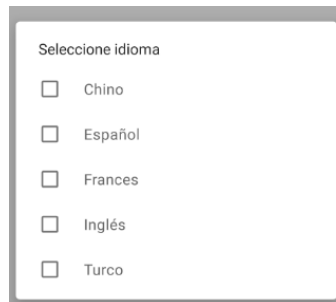 Seleccione idioma
Chino
Español
Frances
Inglés
Turco